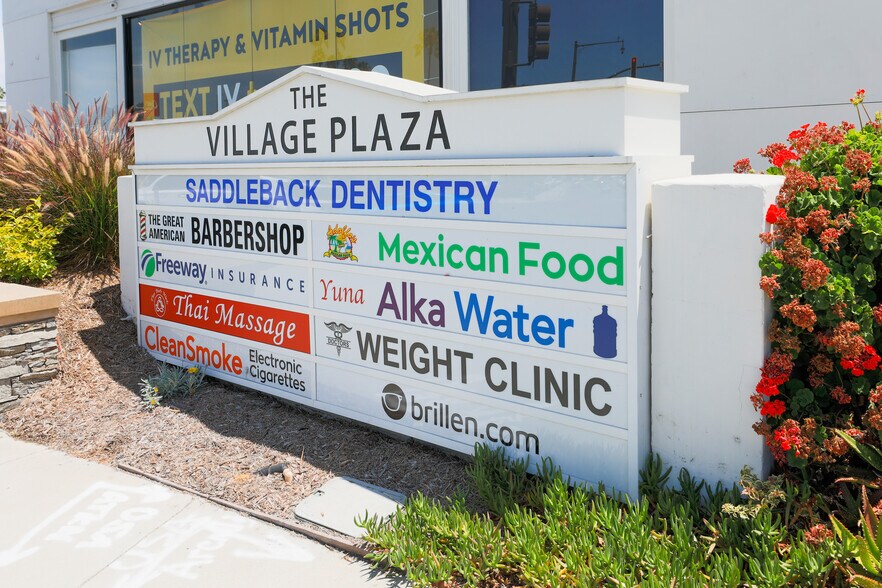 IV THERAPY & VITAMIN SHOTS
TEXT IV
THE
VILLAGE PLAZA
SADDLEBACK DENTISTRY
THE GREAT
AMERICAN
BARBERSHOP
Mexican Food
Freeway INSURANCE
Yuna Alka Water
Thai Massage
DOCTORS
WEIGHT CLINIC
CleanSmoke
Electronic
Cigarettes
brillen.com